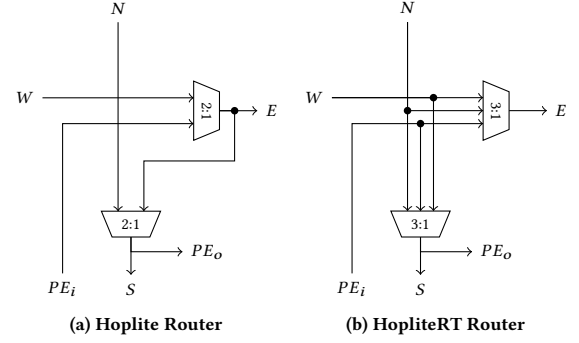 N
W
2:1
E
2:1
PEo
PEi
S
(a) Hoplite Router
N
W
3:1
E
3:1
PEo
PEi
S
(b) HopliteRT Router